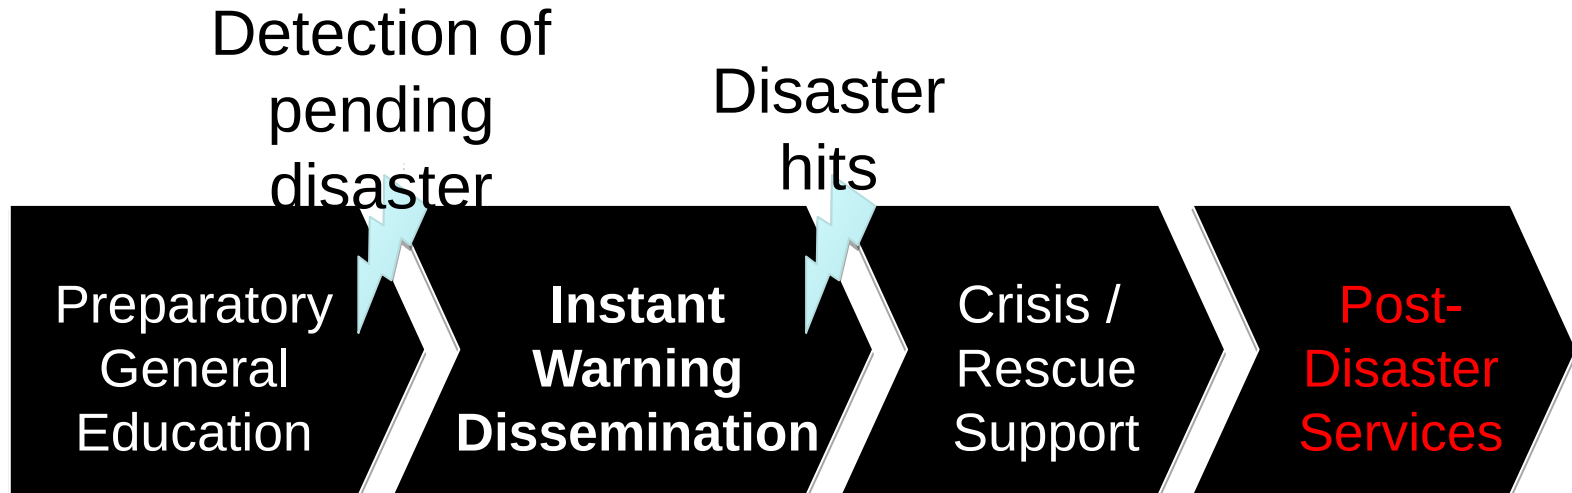 Detection of
pending
disaster
Disaster
hits
Preparatory
General
Education
Instant
Warning
Dissemination
Crisis /
Rescue
Support
Post-
Disaster
Services